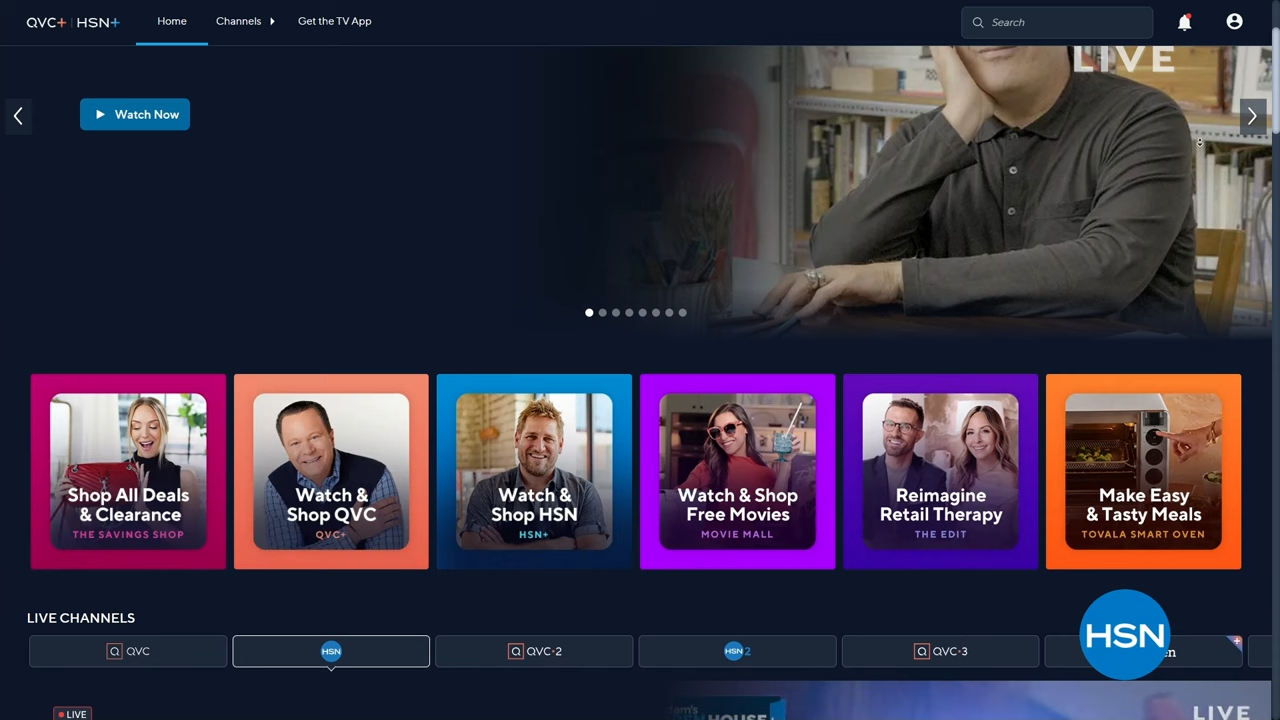 QVC+ | HSN+
Home
Channels
Get the TV App
Search
LIVE
Watch Now
Shop All Deals
& Clearance
THE SAVINGS SHOP
Watch &
Shop QVC
QVC+
Watch &
Shop HSN
HSN+
Watch & Shop
Free Movies
MOVIE MALL
Reimagine
Retail Therapy
THE EDIT
Make Easy
& Tasty Meals
TOVALA SMART OVEN
LIVE CHANNELS
Q QVC
HSN
Q QVC•2
HSN 2
Q QVC•3
HSN
+
LIVE
LIVE